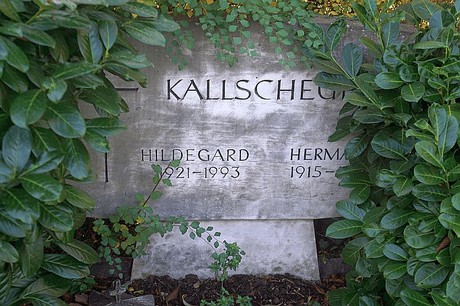 KALLSCHEU
HILDEGARD HERMA
1921-1993 1915-